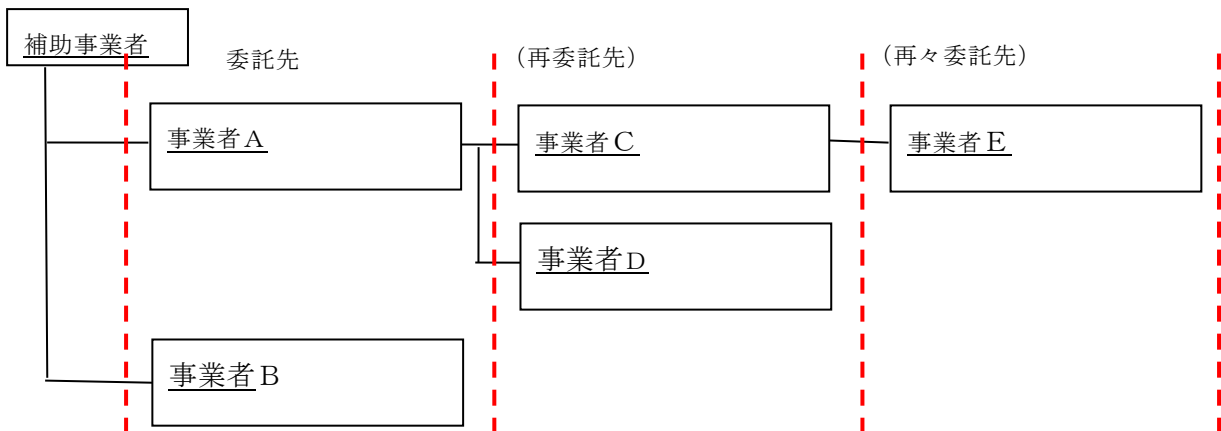 補助事業者
委託先
(再委託先)
(再々委託先)
事業者A
事業者C
事業者E
事業者D
事業者B